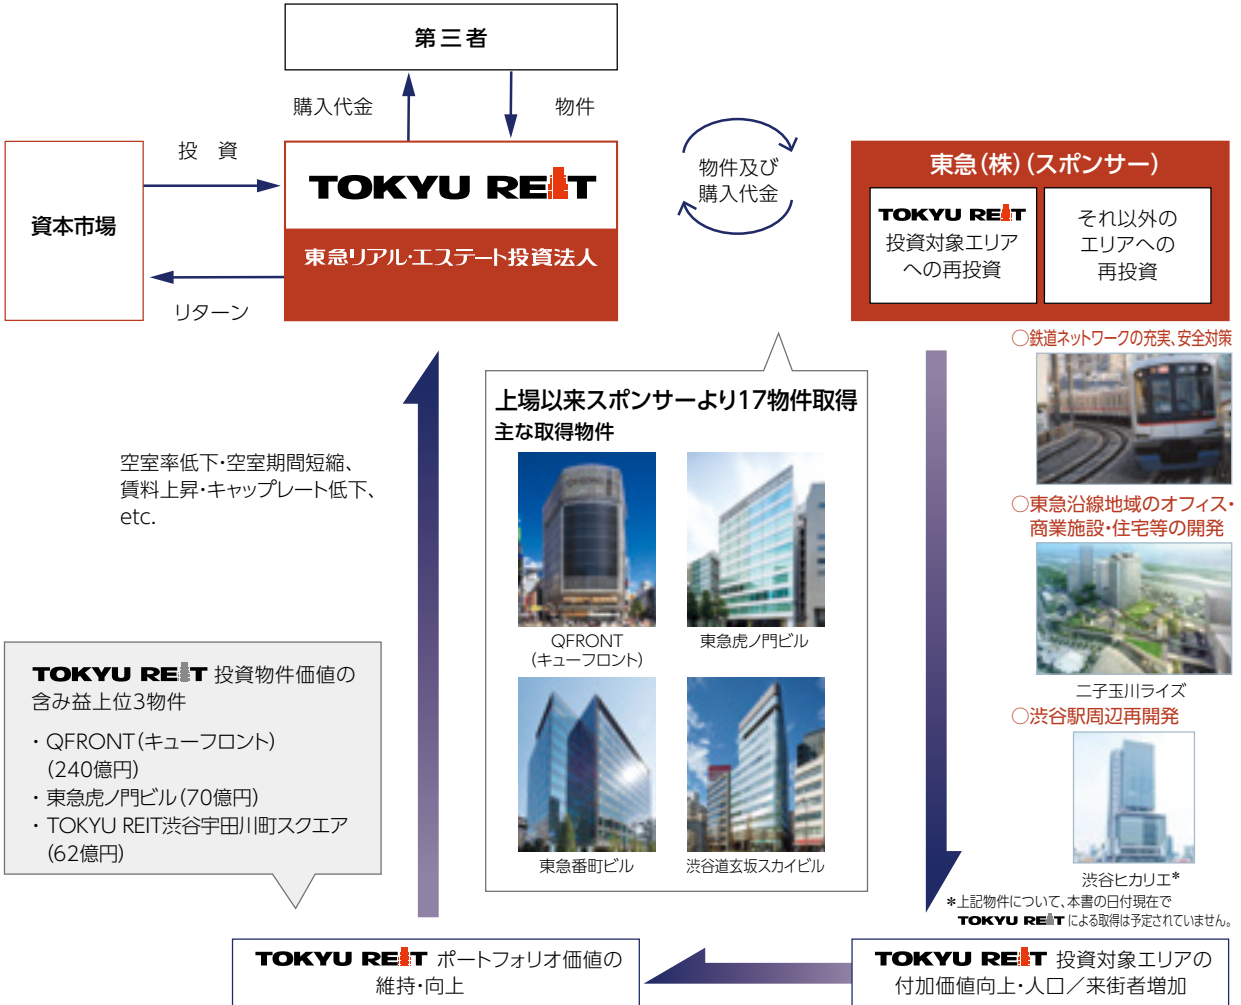 第三者
購入代金
物件
投　資
資本市場
リターン
TOKYU REIT
東急リアル・エステート投資法人
物件及び
購入代金
東急(株)(スポンサー)
TOKYU REIT
投資対象エリア
への再投資
それ以外の
エリアへの
再投資
○鉄道ネットワークの充実、安全対策
○東急沿線地域のオフィス・
商業施設・住宅等の開発
二子玉川ライズ
○渋谷駅周辺再開発
渋谷ヒカリエ*
*上記物件について、本書の日付現在で
TOKYU REITによる取得は予定されていません。
上場以来スポンサーより17物件取得
主な取得物件
QFRONT
(キューフロント)
東急虎ノ門ビル
東急番町ビル
渋谷道玄坂スカイビル
空室率低下・空室期間短縮、
賃料上昇・キャップレート低下、
etc.
TOKYU REIT 投資物件価値の
含み益上位3物件
・QFRONT(キューフロント)
(240億円)
・東急虎ノ門ビル(70億円)
・TOKYU REIT渋谷宇田川町スクエア
(62億円)
TOKYU REIT ポートフォリオ価値の
維持・向上
TOKYU REIT 投資対象エリアの
付加価値向上・人口／来街者増加